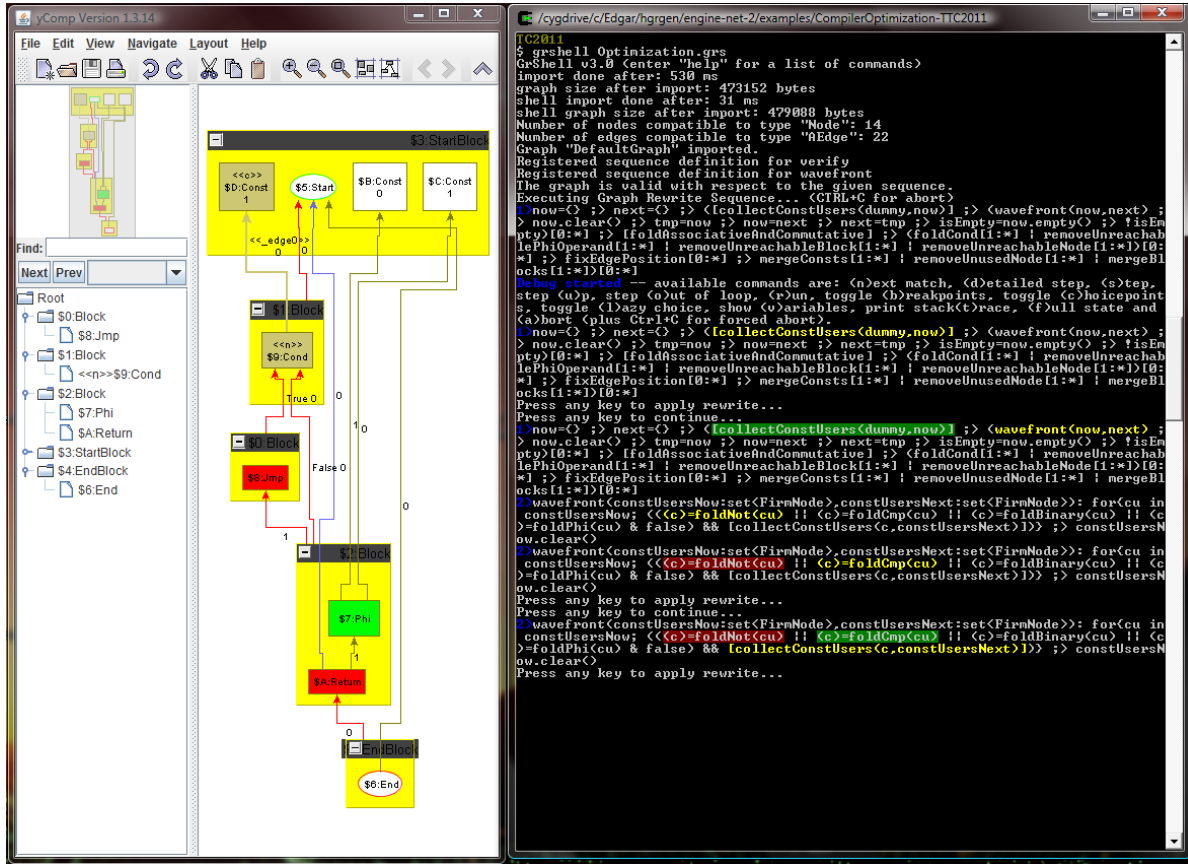 yComp Version 1.3.14
File Edit View Navigate Layout Help
Find:
Next Prev
Root
$0:Block
$8:Jmp
$1:Block
<<n>>$9:Cond
$2:Block
$7:Phi
$A:Return
$3:StartBlock
$4:EndBlock
$6:End
$3:StartBlock
<<c>>
$D:Const
1
$5:Start
$B:Const
0
$C:Const
1
<<_edge0>>
0
0
$1:Block
<<n>>
$9:Cond
True 0
0
1
0
$0:Block
$8:Jmp
False 0
0
1
$2:Block
$7:Phi
1
$A:Return
0
EndBlock
$6:End
/cygdrive/c/Edgar/hgrgen/engine-net-2/examples/CompilerOptimization-TTC2011
TC2011
$ grshell Optimization.grs
GrShell v3.0 (enter "help" for a list of commands)
import done after: 530 ms
graph size after import: 473152 bytes
shell import done after: 31 ms
shell graph size after import: 479088 bytes
Number of nodes compatible to type "Node": 14
Number of edges compatible to type "AEdge": 22
Graph "DefaultGraph" imported.
Registered sequence definition for verify
Registered sequence definition for wavefront
The graph is valid with respect to the given sequence.
Executing Graph Rewrite Sequence... (CTRL+C for abort)
1>now={} ;> next={} ;> ([collectConstUsers(dummy,now)] ;> (wavefront(now,next) ;
> now.clear() ;> tmp=now ;> now=next ;> next=tmp ;> isEmpty=now.empty() ;> !isEm
pty)[0:*] ;> [foldAssociativeAndCommutative] ;> (foldCond[1:*] | removeUnreachab
lePhiOperand[1:*] | removeUnreachableBlock[1:*] | removeUnreachableNode[1:*])[0:
*] ;> fixEdgePosition[0:*] ;> mergeConsts[1:*] | removeUnusedNode[1:*] | mergeBl
ocks[1:*])[0:*]
Debug started -- available commands are: (n)ext match, (d)etailed step, (s)tep,
step (u)p, step (o)ut of loop, (r)un, toggle (b)reakpoints, toggle (c)hoicepoint
s, toggle (l)azy choice, show (v)ariables, print stack(t)race, (f)ull state and
(a)bort (plus Ctrl+C for forced abort).
1>now={} ;> next={} ;> ([collectConstUsers(dummy,now)] ;> (wavefront(now,next) ;
> now.clear() ;> tmp=now ;> now=next ;> next=tmp ;> isEmpty=now.empty() ;> !isEm
pty)[0:*] ;> [foldAssociativeAndCommutative] ;> (foldCond[1:*] | removeUnreachab
lePhiOperand[1:*] | removeUnreachableBlock[1:*] | removeUnreachableNode[1:*])[0:
*] ;> fixEdgePosition[0:*] ;> mergeConsts[1:*] | removeUnusedNode[1:*] | mergeBl
ocks[1:*])[0:*]
Press any key to apply rewrite...
Press any key to continue...
1>now={} ;> next={} ;> ([collectConstUsers(dummy,now)] ;> (wavefront(now,next) ;
> now.clear() ;> tmp=now ;> now=next ;> next=tmp ;> isEmpty=now.empty() ;> !isEm
pty)[0:*] ;> [foldAssociativeAndCommutative] ;> (foldCond[1:*] | removeUnreachab
lePhiOperand[1:*] | removeUnreachableBlock[1:*] | removeUnreachableNode[1:*])[0:
*] ;> fixEdgePosition[0:*] ;> mergeConsts[1:*] | removeUnusedNode[1:*] | mergeBl
ocks[1:*])[0:*]
2>wavefront(constUsersNow:set<FirmNode>,constUsersNext:set<FirmNode>): for{cu in
 constUsersNow; (((c)=foldNot(cu) || (c)=foldCmp(cu) || (c)=foldBinary(cu) || (c
)=foldPhi(cu) & false) && [collectConstUsers(c,constUsersNext)])} ;> constUsersN
ow.clear()
2>wavefront(constUsersNow:set<FirmNode>,constUsersNext:set<FirmNode>): for{cu in
 constUsersNow; (((c)=foldNot(cu) || (c)=foldCmp(cu) || (c)=foldBinary(cu) || (c
)=foldPhi(cu) & false) && [collectConstUsers(c,constUsersNext)])} ;> constUsersN
ow.clear()
Press any key to apply rewrite...
Press any key to continue...
2>wavefront(constUsersNow:set<FirmNode>,constUsersNext:set<FirmNode>): for{cu in
 constUsersNow; (((c)=foldNot(cu) || (c)=foldCmp(cu) || (c)=foldBinary(cu) || (c
)=foldPhi(cu) & false) && [collectConstUsers(c,constUsersNext)])} ;> constUsersN
ow.clear()
Press any key to apply rewrite...